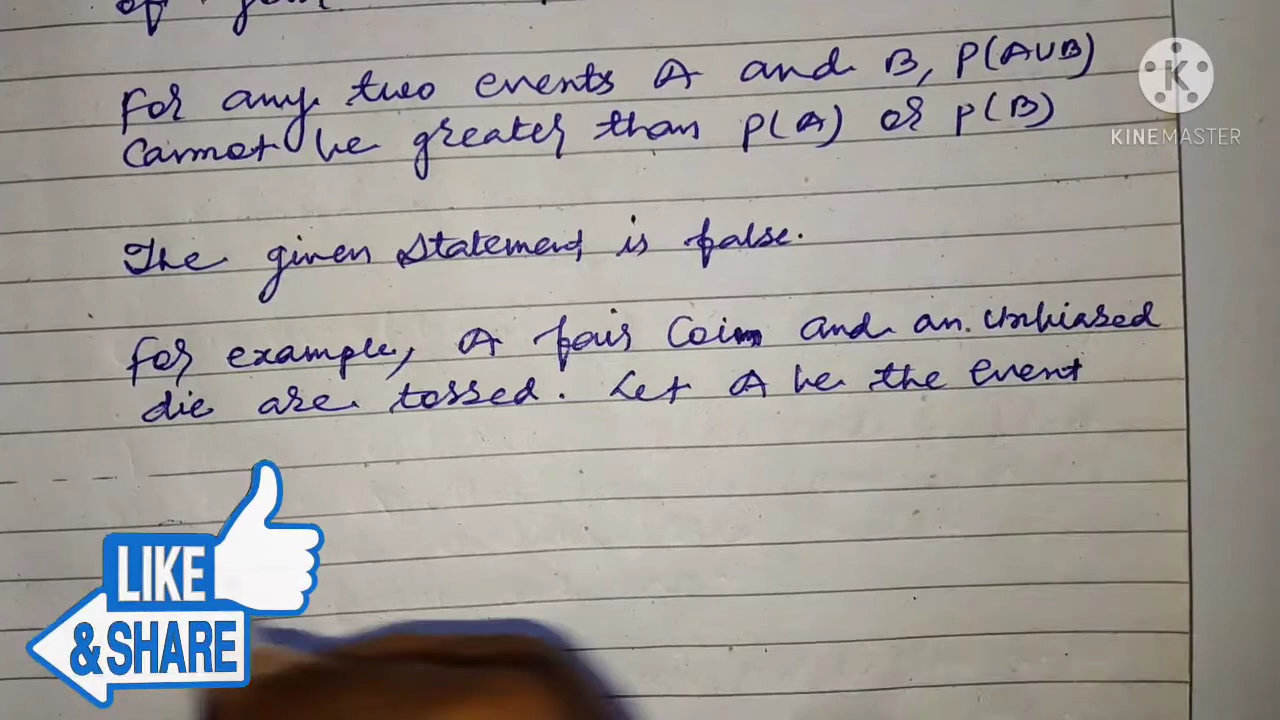 For any two events A and B, P(A∪B)
Cannot be greater than P(A) or P(B)
The given statement is false.
For example, A fair Coin and an unbiased
die are tossed. Let A be the event
KINEMASTER
LIKE
& SHARE